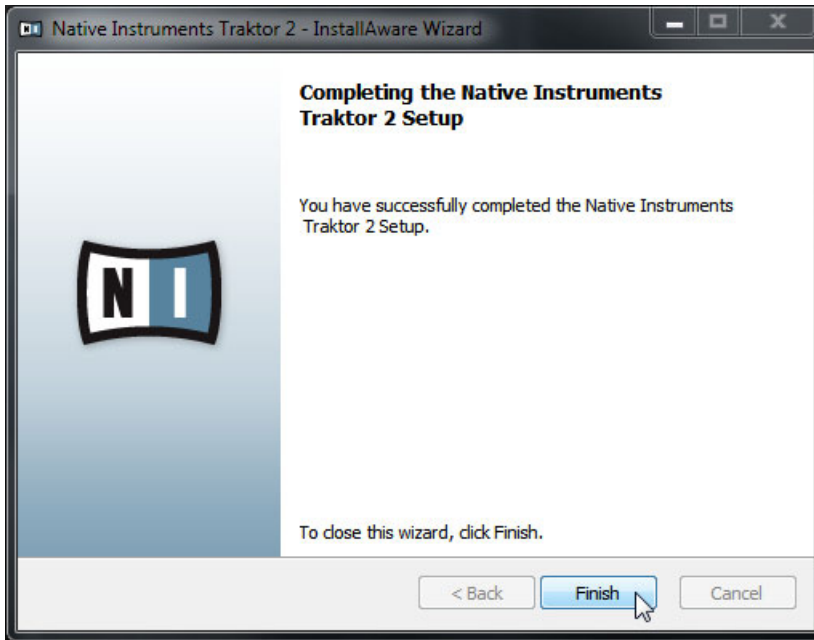 Native Instruments Traktor 2 - InstallAware Wizard
Completing the Native Instruments
Traktor 2 Setup
You have successfully completed the Native Instruments
Traktor 2 Setup.
N I
To close this wizard, click Finish.
< Back Finish Cancel